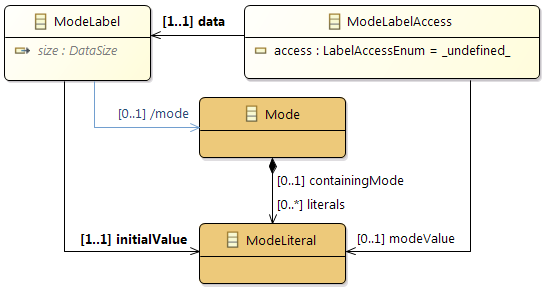 ModeLabel
[1..1] data
ModeLabelAccess
size : DataSize
access : LabelAccessEnum = _undefined_
[0..1] /mode
Mode
[0..1] containingMode
[0..*] literals
[1..1] initialValue
ModeLiteral
[0..1] modeValue